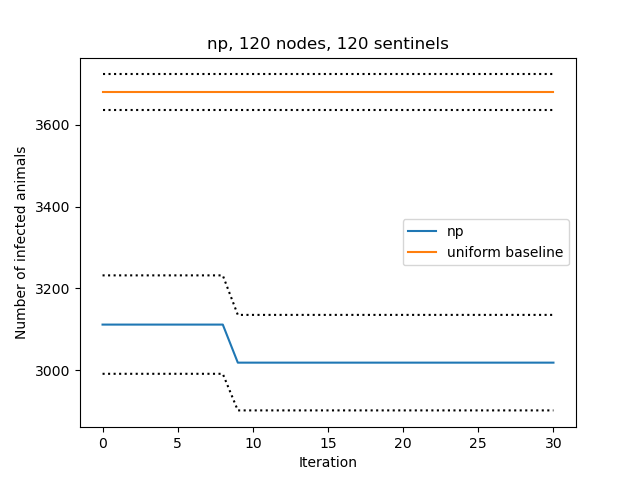 np, 120 nodes, 120 sentinels
Number of infected animals
3600
3400
3200
3000
np
uniform baseline
0 5 10 15 20 25 30
Iteration